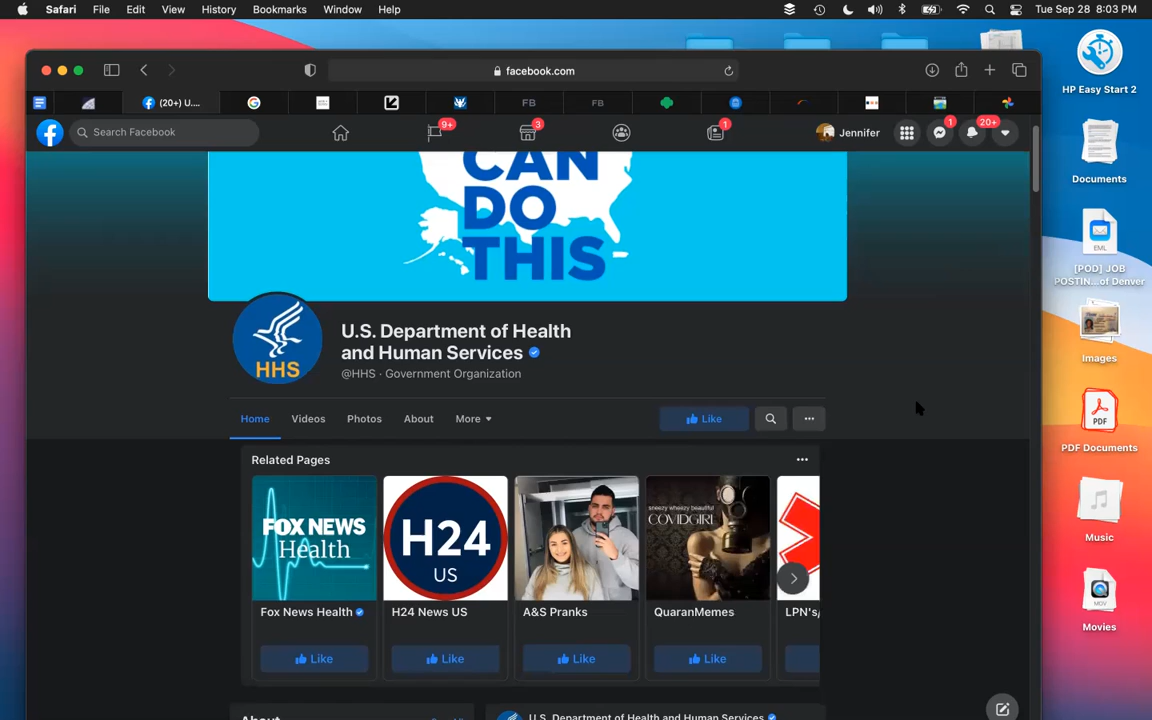 Safari File Edit View History Bookmarks Window Help Tue Sep 28 8:03 PM
HP Easy Start 2
facebook.com
(20+) U.... FB FB
Search Facebook 9+ 3 1 Jennifer 1 20+
CAN
DO
THIS
HHS
U.S. Department of Health
and Human Services
@HHS · Government Organization
Home Videos Photos About More Like
Related Pages
FOX NEWS
Health
H24
US
sneezy wheezy beautiful
COVIDGIRL
Fox News Health H24 News US A&S Pranks QuaranMemes LPN's/
Like Like Like Like
About U.S. Department of Health and Human Services
Documents
EML
[POD] JOB
POSTIN...of Denver
Images
PDF Documents
Music
MOV
Movies